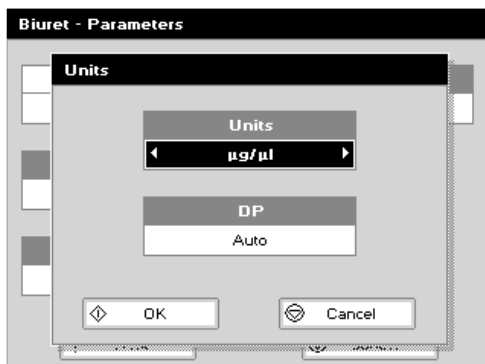 Biuret - Parameters
Units
Units
µg/µl
DP
Auto
OK
Cancel